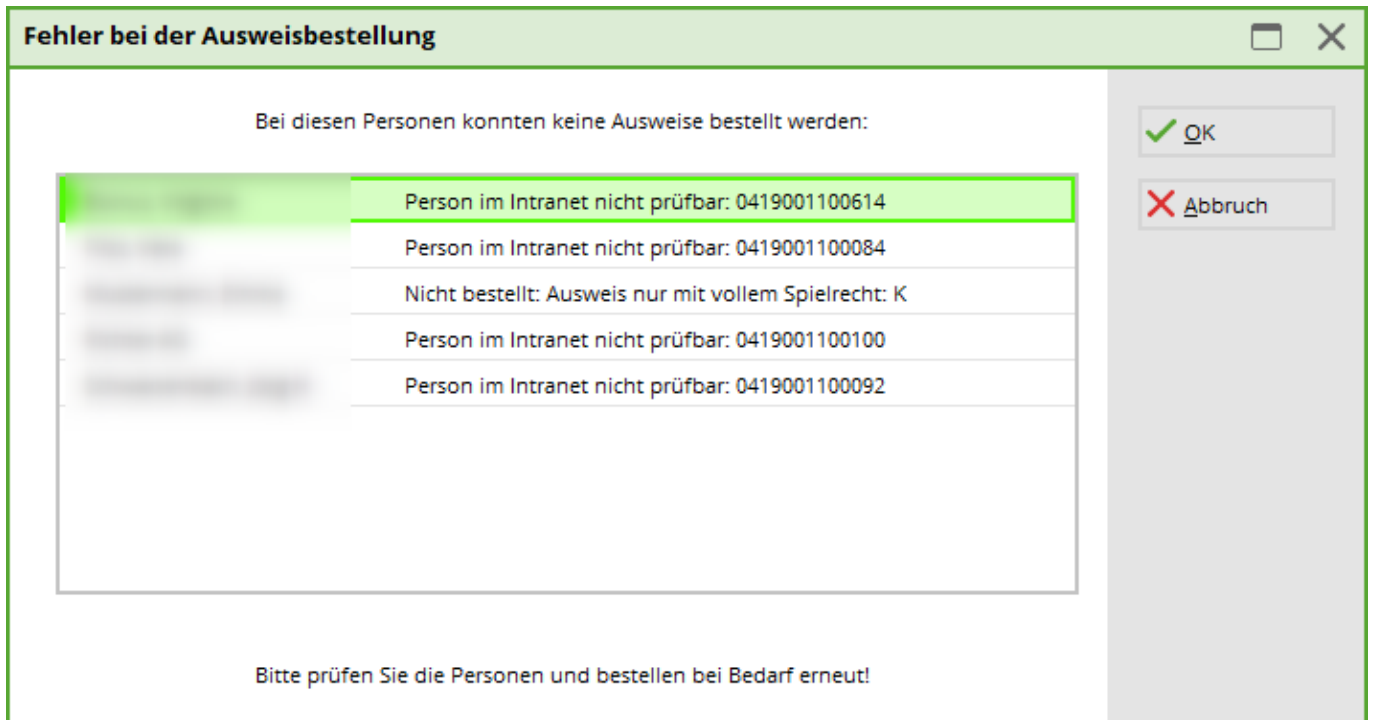 Fehler bei der Ausweisbestellung
Bei diesen Personen konnten keine Ausweise bestellt werden:
OK
Abbruch
Person im Intranet nicht prüfbar: 0419001100614
Person im Intranet nicht prüfbar: 0419001100084
Nicht bestellt: Ausweis nur mit vollem Spielrecht: K
Person im Intranet nicht prüfbar: 0419001100100
Person im Intranet nicht prüfbar: 0419001100092
Bitte prüfen Sie die Personen und bestellen bei Bedarf erneut!